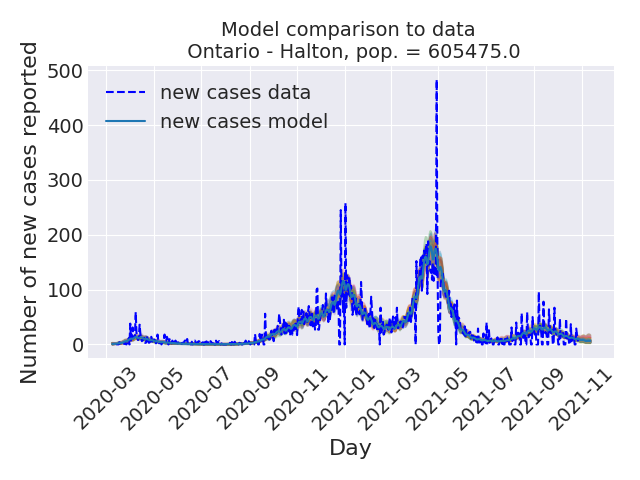 Model comparison to data
Ontario - Halton, pop. = 605475.0
Number of new cases reported
500
400
300
200
100
0
new cases data
new cases model
2020-03
2020-05
2020-07
2020-09
2020-11
2021-01
2021-03
2021-05
2021-07
2021-09
2021-11
Day